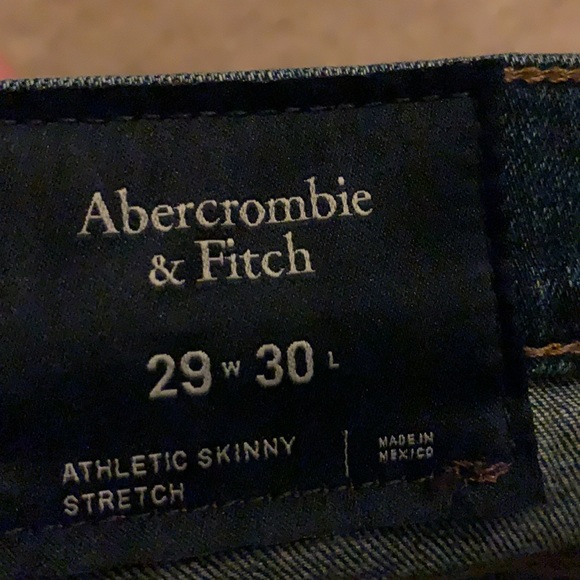 Abercrombie
& Fitch
29 W 30 L
ATHLETIC SKINNY
STRETCH
MADE IN
MEXICO